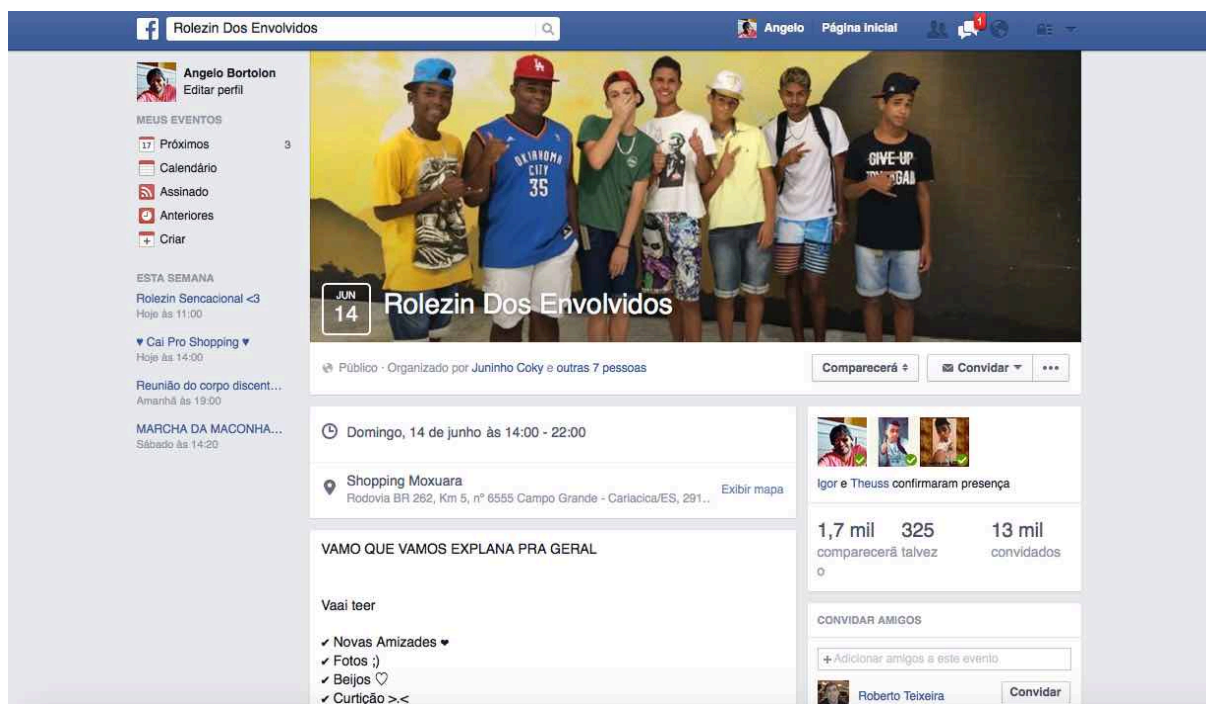 Rolezin Dos Envolvidos
Angelo
Página inicial
1
Angelo Bortolon
Editar perfil
MEUS EVENTOS
17 Próximos 3
Calendário
Assinado
Anteriores
Criar
ESTA SEMANA
Rolezin Sencacional <3
Hoje às 11:00
♥ Cai Pro Shopping ♥
Hoje às 14:00
Reunião do corpo discent...
Amanhã às 19:00
MARCHA DA MACONHA...
Sábado às 14:20
OKLAHOMA
CITY
35
GIVE-UP
JUN
14
Rolezin Dos Envolvidos
Público · Organizado por Juninho Coky e outras 7 pessoas
Comparecerá
Convidar
Domingo, 14 de junho às 14:00 - 22:00
Shopping Moxuara
Rodovia BR 262, Km 5, nº 6555 Campo Grande - Cariacica/ES, 291..
Exibir mapa
VAMO QUE VAMOS EXPLANA PRA GERAL
Vaai teer
✔ Novas Amizades ❤
✔ Fotos ;)
✔ Beijos ♡
✔ Curtição >.<
Igor e Theuss confirmaram presença
1,7 mil 325 13 mil
comparecerã talvez convidados
o
CONVIDAR AMIGOS
+ Adicionar amigos a este evento
Roberto Teixeira
Convidar